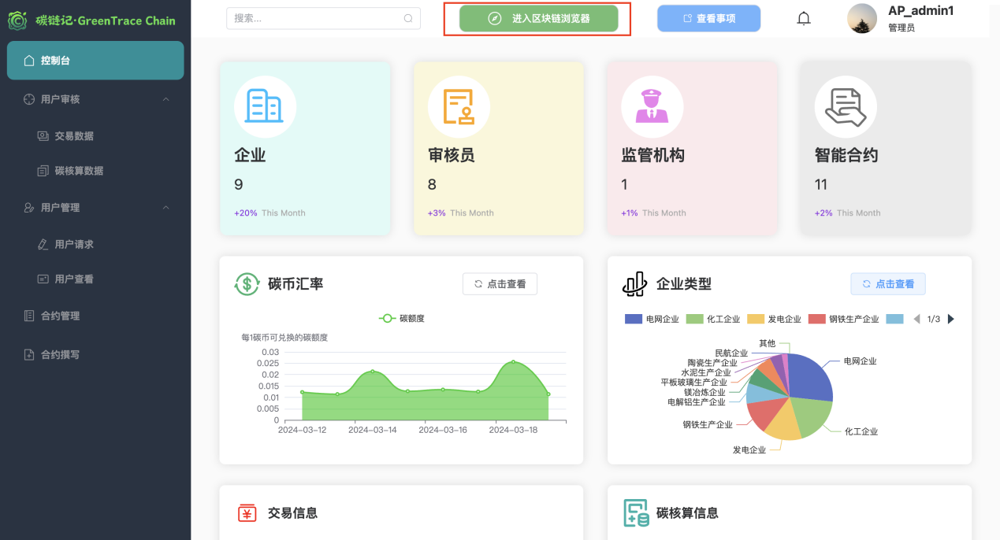 碳链记·GreenTrace Chain
控制台
用户审核
交易数据
碳核算数据
用户管理
用户请求
用户查看
合约管理
合约撰写
搜索...
进入区块链浏览器
查看事项
AP_admin1
管理员
企业
9
+20% This Month
审核员
8
+3% This Month
监管机构
1
+1% This Month
智能合约
11
+2% This Month
碳币汇率
点击查看
碳额度
每1碳币可兑换的碳额度
0.03
0.025
0.02
0.015
0.01
0.005
0
2024-03-12
2024-03-14
2024-03-16
2024-03-18
企业类型
点击查看
电网企业
化工企业
发电企业
钢铁生产企业
1/3
其他
民航企业
陶瓷生产企业
水泥生产企业
平板玻璃生产企业
镁冶炼企业
电解铝生产企业
钢铁生产企业
发电企业
电网企业
化工企业
交易信息
碳核算信息